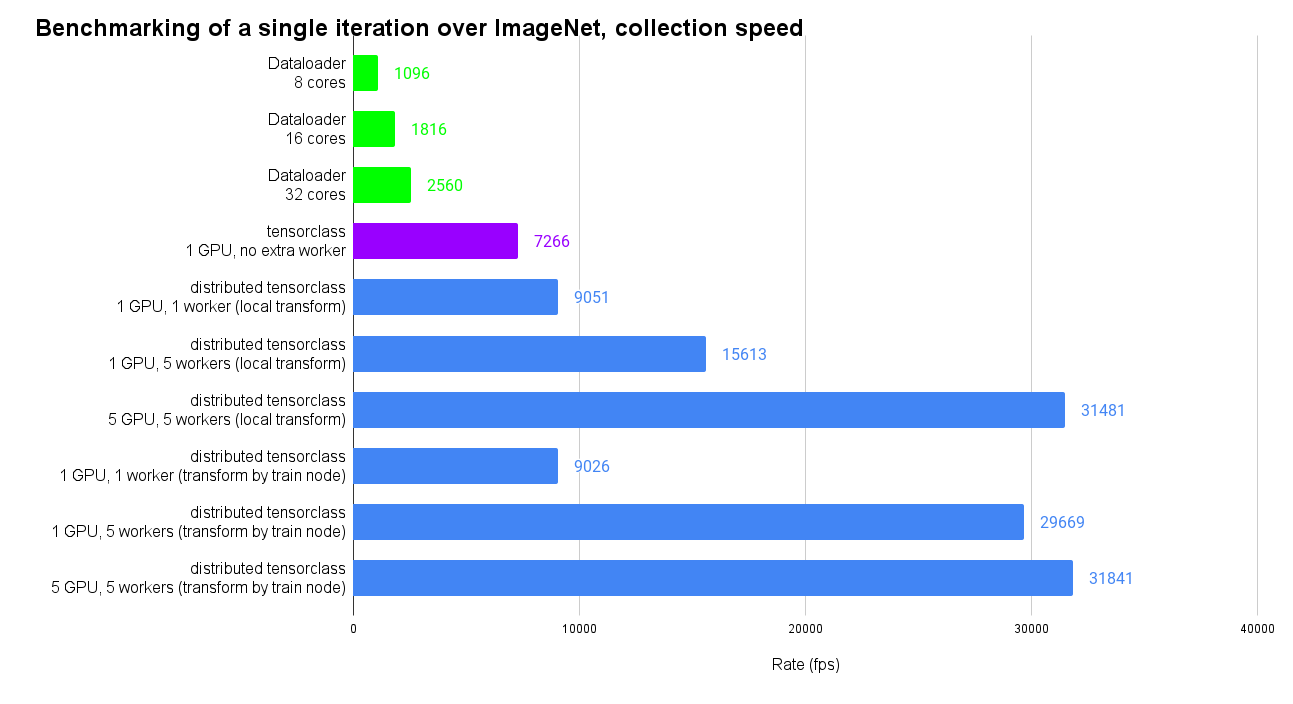 Benchmarking of a single iteration over ImageNet, collection speed
Dataloader
8 cores
1096
Dataloader
16 cores
1816
Dataloader
32 cores
2560
tensorclass
1 GPU, no extra worker
7266
distributed tensorclass
1 GPU, 1 worker (local transform)
9051
distributed tensorclass
1 GPU, 5 workers (local transform)
15613
distributed tensorclass
5 GPU, 5 workers (local transform)
31481
distributed tensorclass
1 GPU, 1 worker (transform by train node)
9026
distributed tensorclass
1 GPU, 5 workers (transform by train node)
29669
distributed tensorclass
5 GPU, 5 workers (transform by train node)
31841
0 10000 20000 30000 40000
Rate (fps)